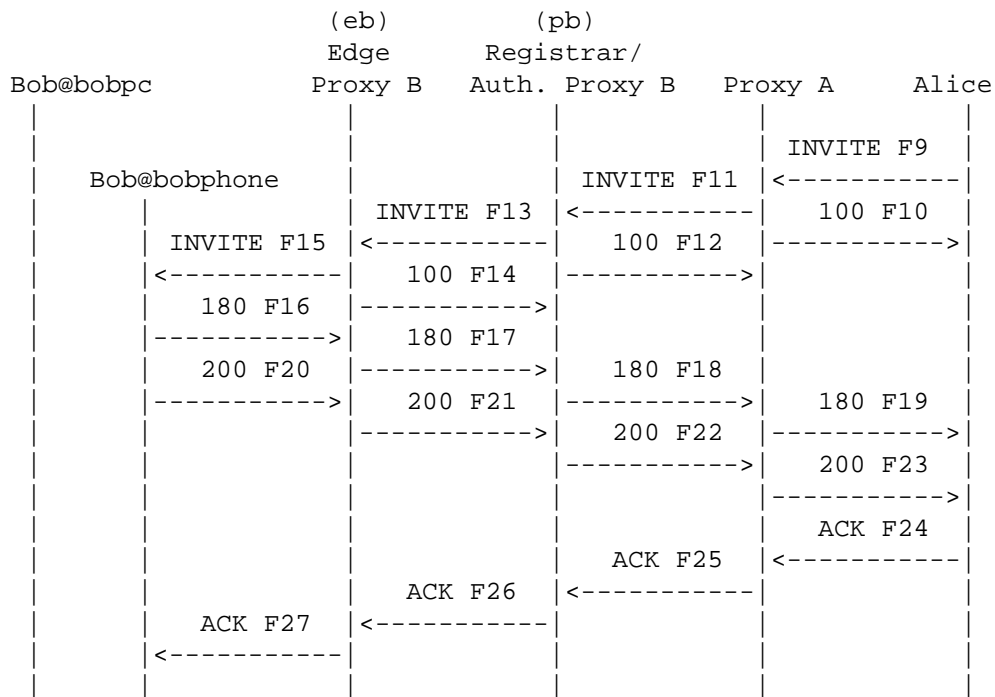 (eb) (pb)
Edge Registrar/
Bob@bobpc Proxy B Auth. Proxy B Proxy A Alice
INVITE F9
Bob@bobphone INVITE F11
INVITE F13 100 F10
INVITE F15 100 F12
100 F14
180 F16
180 F17
200 F20 180 F18
200 F21 180 F19
200 F22
200 F23
ACK F24
ACK F25
ACK F26
ACK F27